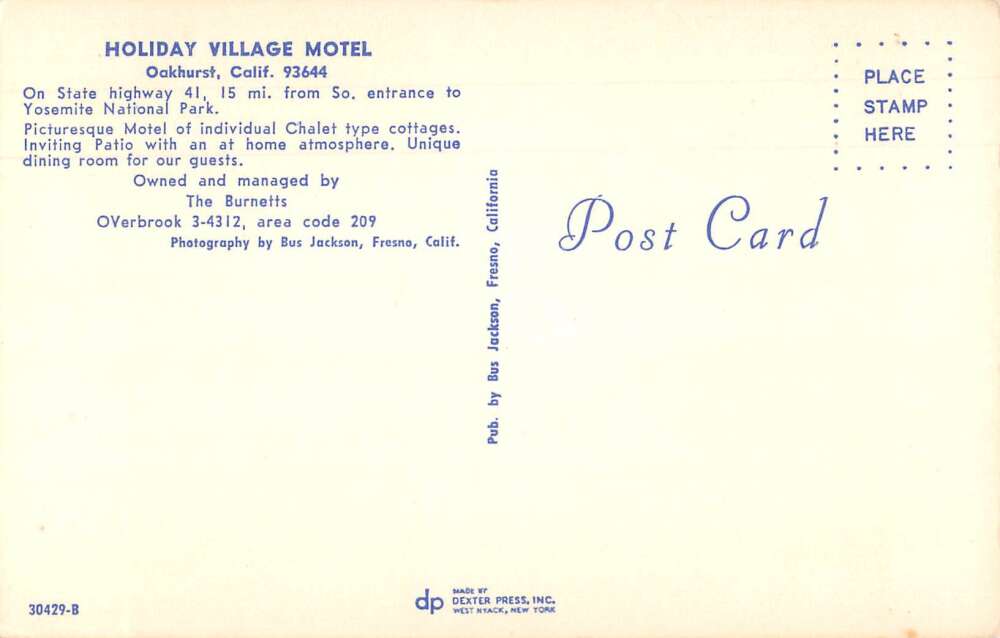 HOLIDAY VILLAGE MOTEL
Oakhurst, Calif. 93644
On State highway 41, 15 mi. from So. entrance to
Yosemite National Park.
Picturesque Motel of individual Chalet type cottages.
Inviting Patio with an at home atmosphere. Unique
dining room for our guests.
Owned and managed by
The Burnetts
OVerbrook 3-4312, area code 209
Photography by Bus Jackson, Fresno, Calif.
Pub. by Bus Jackson, Fresno, California
PLACE
STAMP
HERE
Post Card
30429-B
dp
MADE BY
DEXTER PRESS, INC.
WEST NYACK, NEW YORK